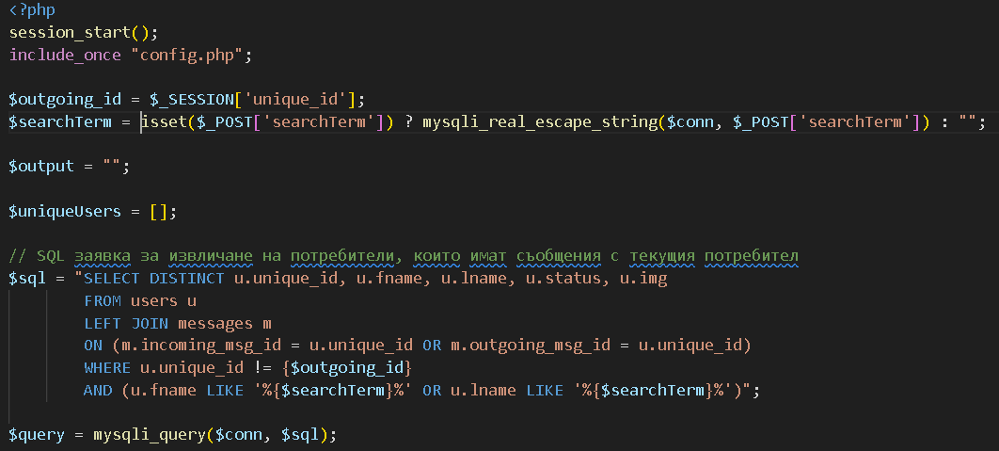 <?php
session_start();
include_once "config.php";
$outgoing_id = $_SESSION['unique_id'];
$searchTerm = isset($_POST['searchTerm']) ? mysqli_real_escape_string($conn, $_POST['searchTerm']) : "";
$output = "";
$uniqueUsers = [];
// SQL заявка за извличане на потребители, които имат съобщения с текущия потребител
$sql = "SELECT DISTINCT u.unique_id, u.fname, u.lname, u.status, u.img
FROM users u
LEFT JOIN messages m
ON (m.incoming_msg_id = u.unique_id OR m.outgoing_msg_id = u.unique_id)
WHERE u.unique_id != {$outgoing_id}
AND (u.fname LIKE '%{$searchTerm}%' OR u.lname LIKE '%{$searchTerm}%')";
$query = mysqli_query($conn, $sql);